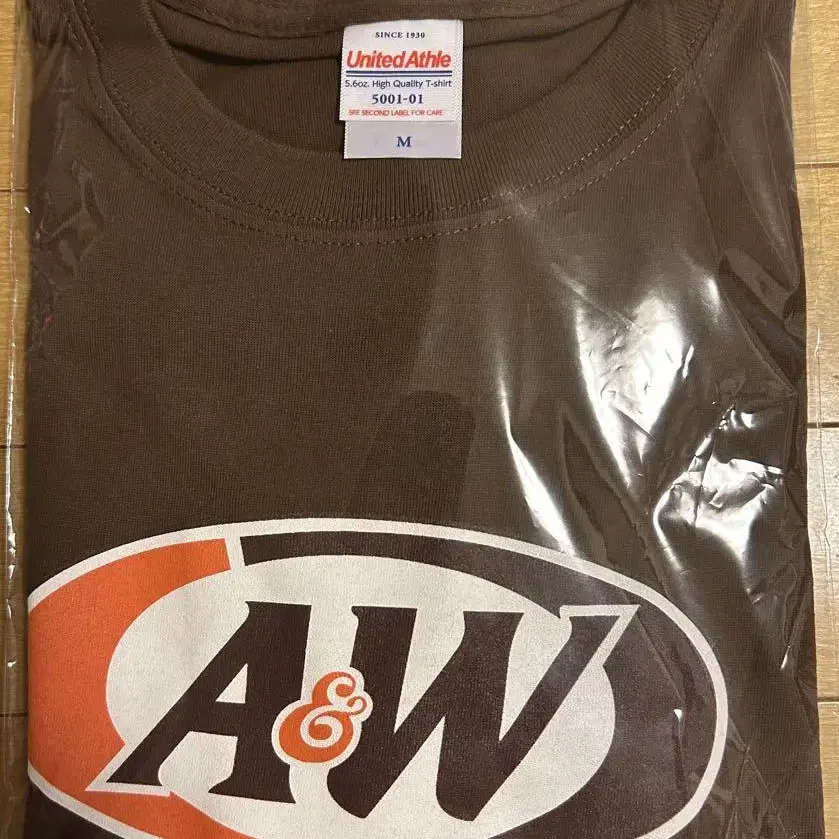 SINCE 1930
United Athle
5.6oz. High Quality T-shirt
5001-01
SEE SECOND LABEL FOR CARE
M
A&W